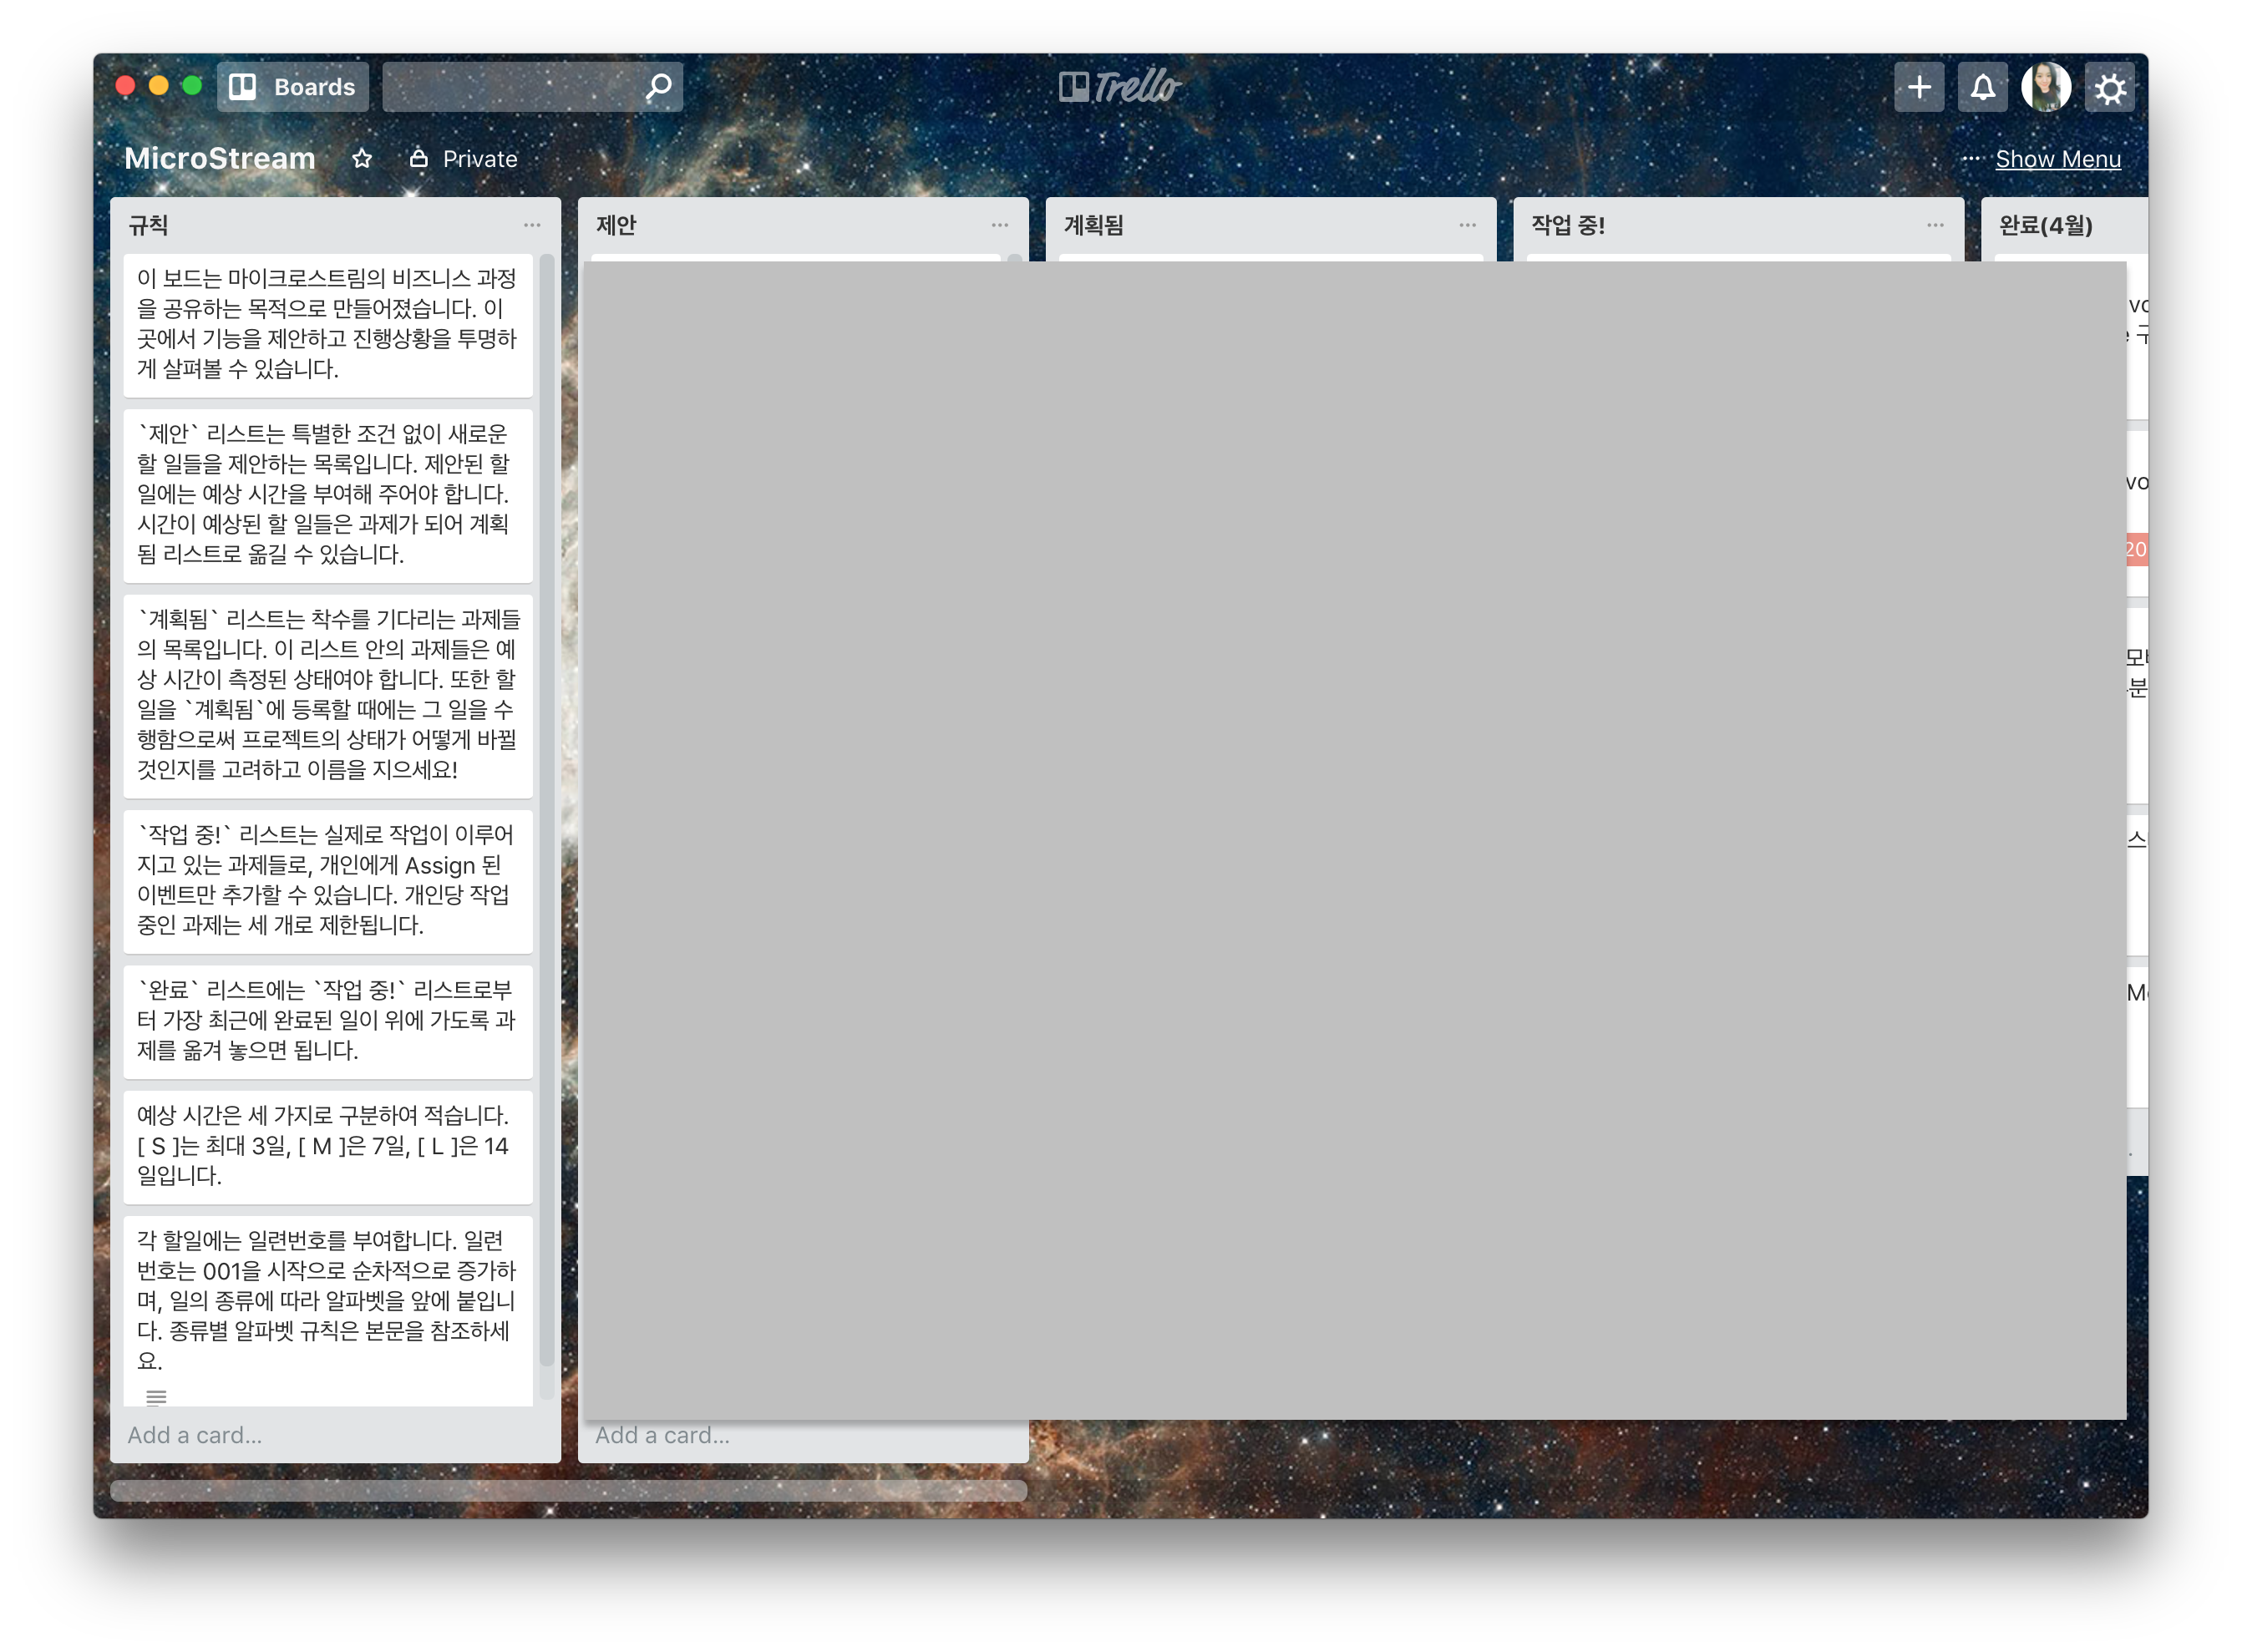 Boards
Trello
MicroStream
Private
··· Show Menu
규칙
이 보드는 마이크로스트림의 비즈니스 과정
을 공유하는 목적으로 만들어졌습니다. 이
곳에서 기능을 제안하고 진행상황을 투명하
게 살펴볼 수 있습니다.
`제안` 리스트는 특별한 조건 없이 새로운
할 일들을 제안하는 목록입니다. 제안된 할
일에는 예상 시간을 부여해 주어야 합니다.
시간이 예상된 할 일들은 과제가 되어 계획
됨 리스트로 옮길 수 있습니다.
`계획됨` 리스트는 착수를 기다리는 과제들
의 목록입니다. 이 리스트 안의 과제들은 예
상 시간이 측정된 상태여야 합니다. 또한 할
일을 `계획됨`에 등록할 때에는 그 일을 수
행함으로써 프로젝트의 상태가 어떻게 바뀔
것인지를 고려하고 이름을 지으세요!
`작업 중!` 리스트는 실제로 작업이 이루어
지고 있는 과제들로, 개인에게 Assign 된
이벤트만 추가할 수 있습니다. 개인당 작업
중인 과제는 세 개로 제한됩니다.
`완료` 리스트에는 `작업 중!` 리스트로부
터 가장 최근에 완료된 일이 위에 가도록 과
제를 옮겨 놓으면 됩니다.
예상 시간은 세 가지로 구분하여 적습니다.
[ S ]는 최대 3일, [ M ]은 7일, [ L ]은 14
일입니다.
각 할일에는 일련번호를 부여합니다. 일련
번호는 001을 시작으로 순차적으로 증가하
며, 일의 종류에 따라 알파벳을 앞에 붙입니
다. 종류별 알파벳 규칙은 본문을 참조하세
요.
Add a card...
제안
Add a card...
계획됨
작업 중!
완료(4월)
20